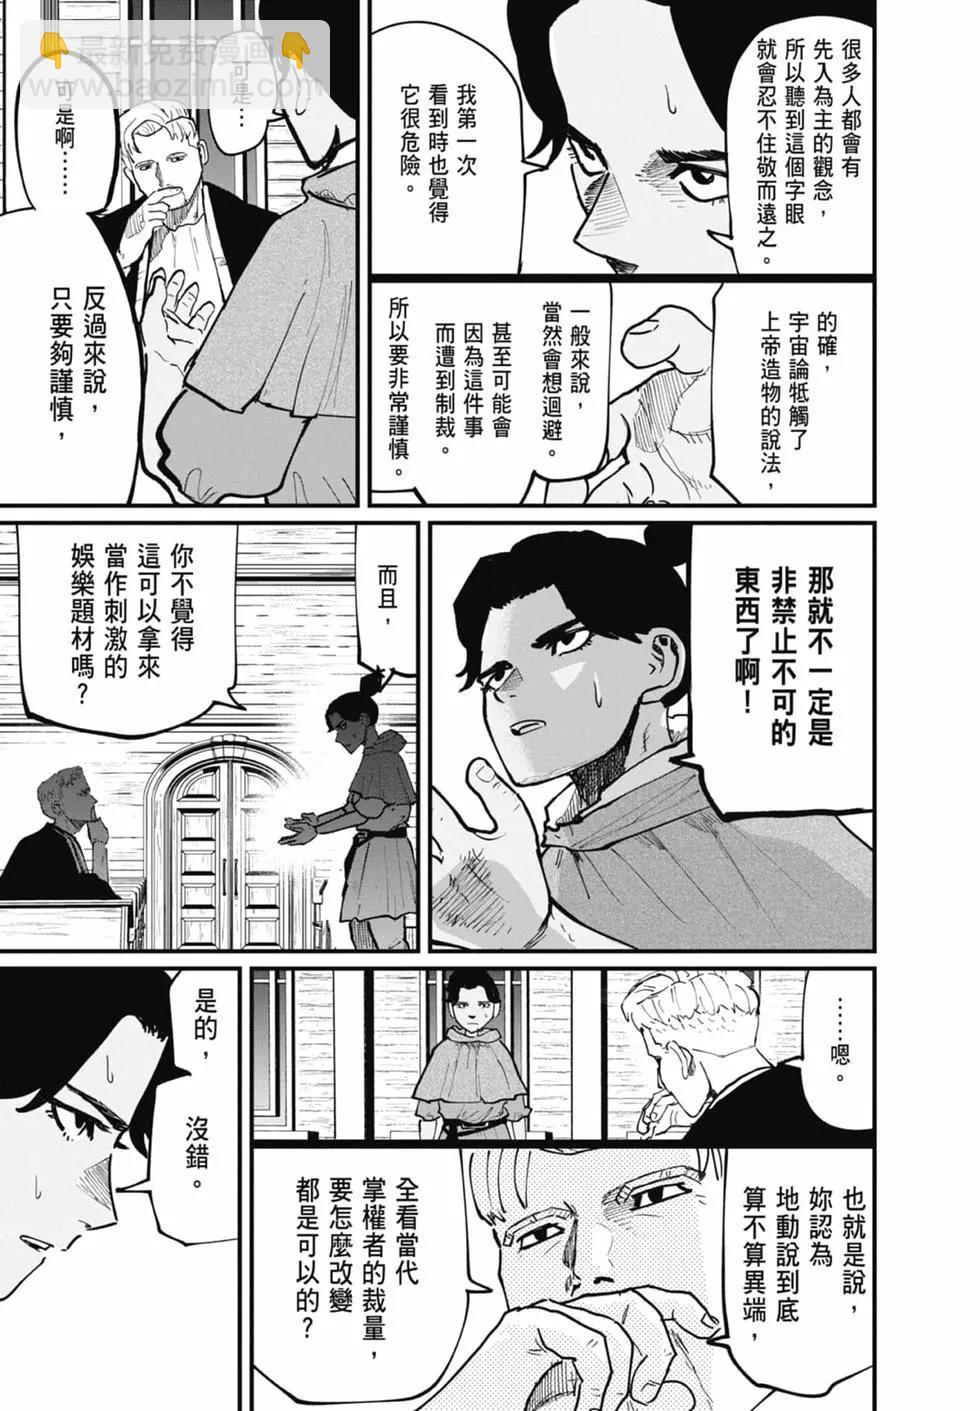 最新免费漫画
www.baozimh.com
很多人都會有
先入為主的觀念，
所以聽到這個字眼
就會忍不住敬而遠之。
我第一次
看到時也覺得
它很危險。
的確，
宇宙論牴觸了
上帝造物的說法，
一般來說，
當然會想迴避。
甚至可能會
因為這件事
而遭到制裁。
所以要非常謹慎。
可是…
可是啊……
反過來說，
只要夠謹慎，
那就不一定是
非禁止不可的
東西了啊！
而且，
你不覺得
這可以拿來
當作刺激的
娛樂題材嗎？
……嗯。
也就是說，
妳認為
地動說到底
算不算異端，
全看當代
掌權者的裁量，
要怎麼改變
都是可以的？
是的，
沒錯。